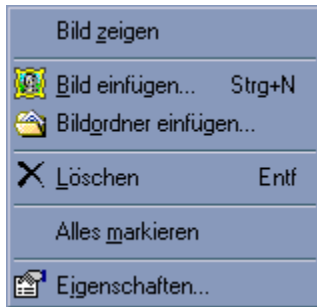 Bild zeigen
Bild einfügen... Strg+N
Bildordner einfügen...
Löschen Entf
Alles markieren
Eigenschaften...